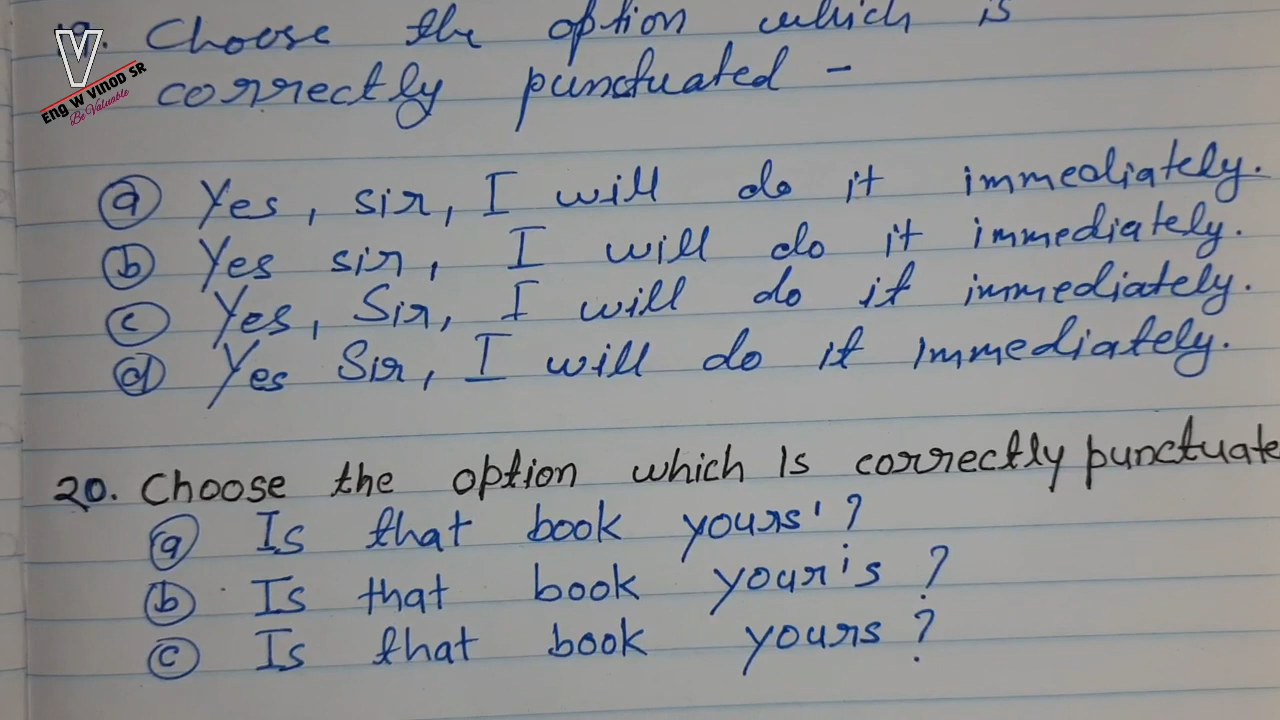 19. Choose the option which is
correctly punctuated -
V
Eng W VINOD SR
Be Valuable
(a) Yes, sir, I will do it immediately.
(b) Yes sir, I will do it immediately.
(c) Yes, Sir, I will do it immediately.
(d) Yes Sir, I will do it immediately.
20. Choose the option which is correctly punctuate
(a) Is that book yours' ?
(b) Is that book your's ?
(c) Is that book yours ?